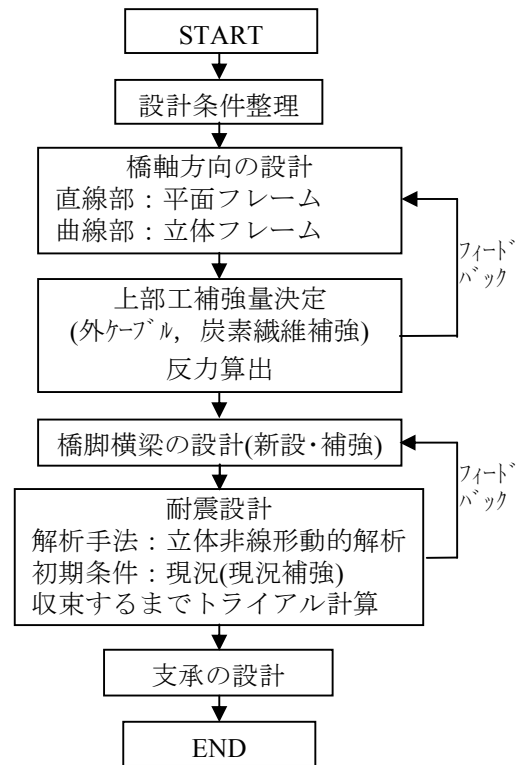 START
設計条件整理
橋軸方向の設計
直線部：平面フレーム
曲線部：立体フレーム
フィードﾞ
バﾞック
上部工補強量決定
(外ケーブﾞル，炭素繊維補強)
反力算出
橋脚横梁の設計(新設･補強)
フィードﾞ
バﾞック
耐震設計
解析手法：立体非線形動的解析
初期条件：現況(現況補強)
収束するまでトライアル計算
支承の設計
END